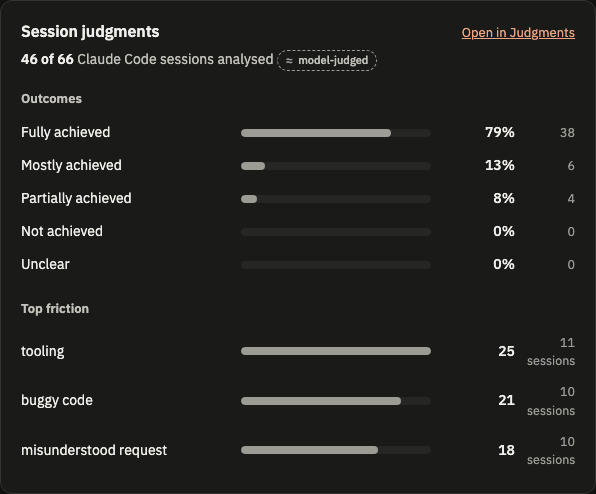 Session judgments
Open in Judgments
46 of 66 Claude Code sessions analysed ≈ model-judged
Outcomes
Fully achieved 79% 38
Mostly achieved 13% 6
Partially achieved 8% 4
Not achieved 0% 0
Unclear 0% 0
Top friction
tooling 25 11 sessions
buggy code 21 10 sessions
misunderstood request 18 10 sessions